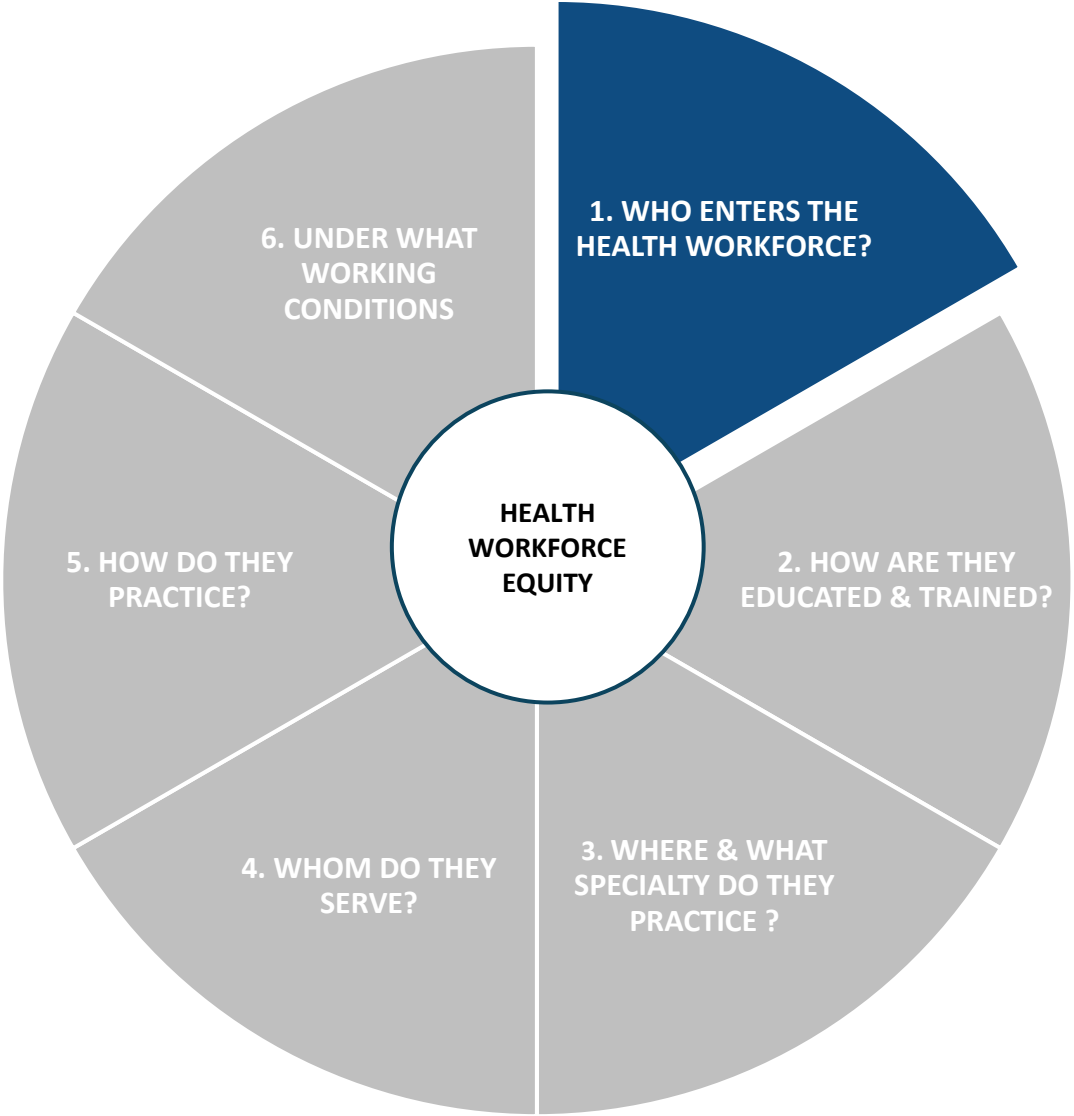 1. WHO ENTERS THE
HEALTH WORKFORCE?
6. UNDER WHAT
WORKING
CONDITIONS
HEALTH
WORKFORCE
EQUITY
5. HOW DO THEY
PRACTICE?
2. HOW ARE THEY
EDUCATED & TRAINED?
4. WHOM DO THEY
SERVE?
3. WHERE & WHAT
SPECIALTY DO THEY
PRACTICE ?